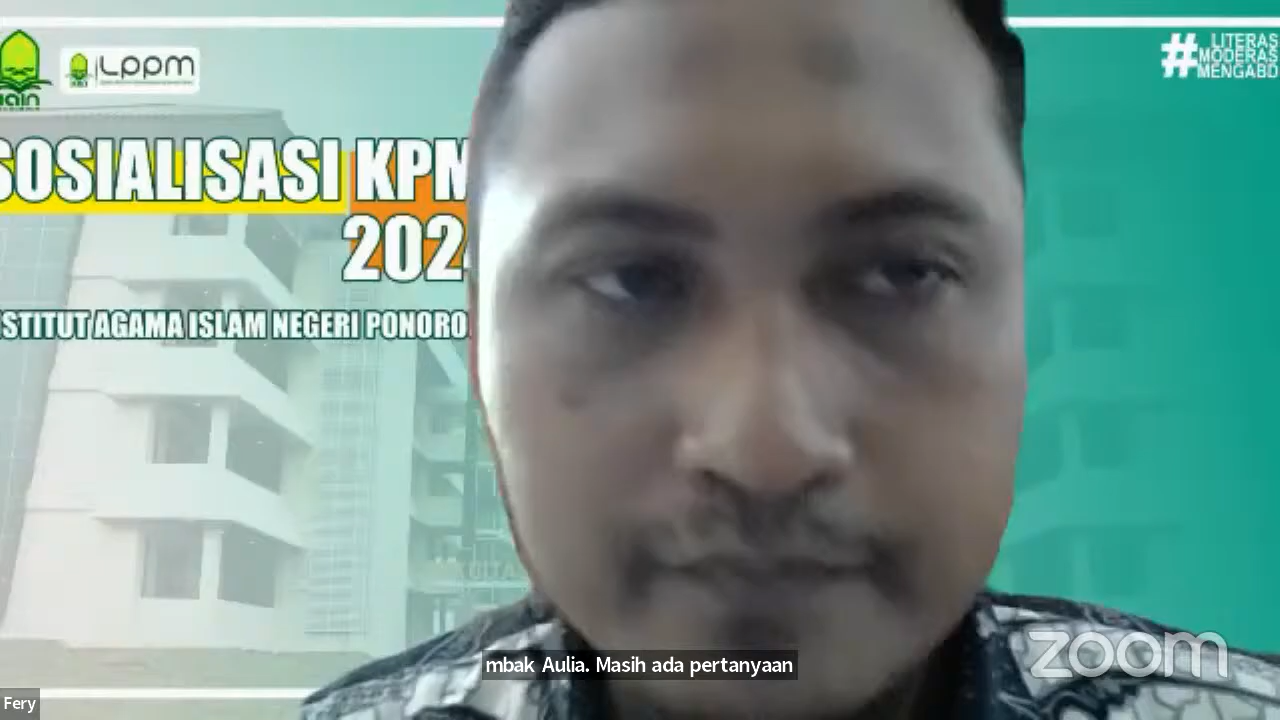 iain
LPPM
#LITERAS
MODERAS
MENGABD
SOSIALISASI KPM
202
STITUT AGAMA ISLAM NEGERI PONORO
mbak Aulia. Masih ada pertanyaan
zoom
Fery